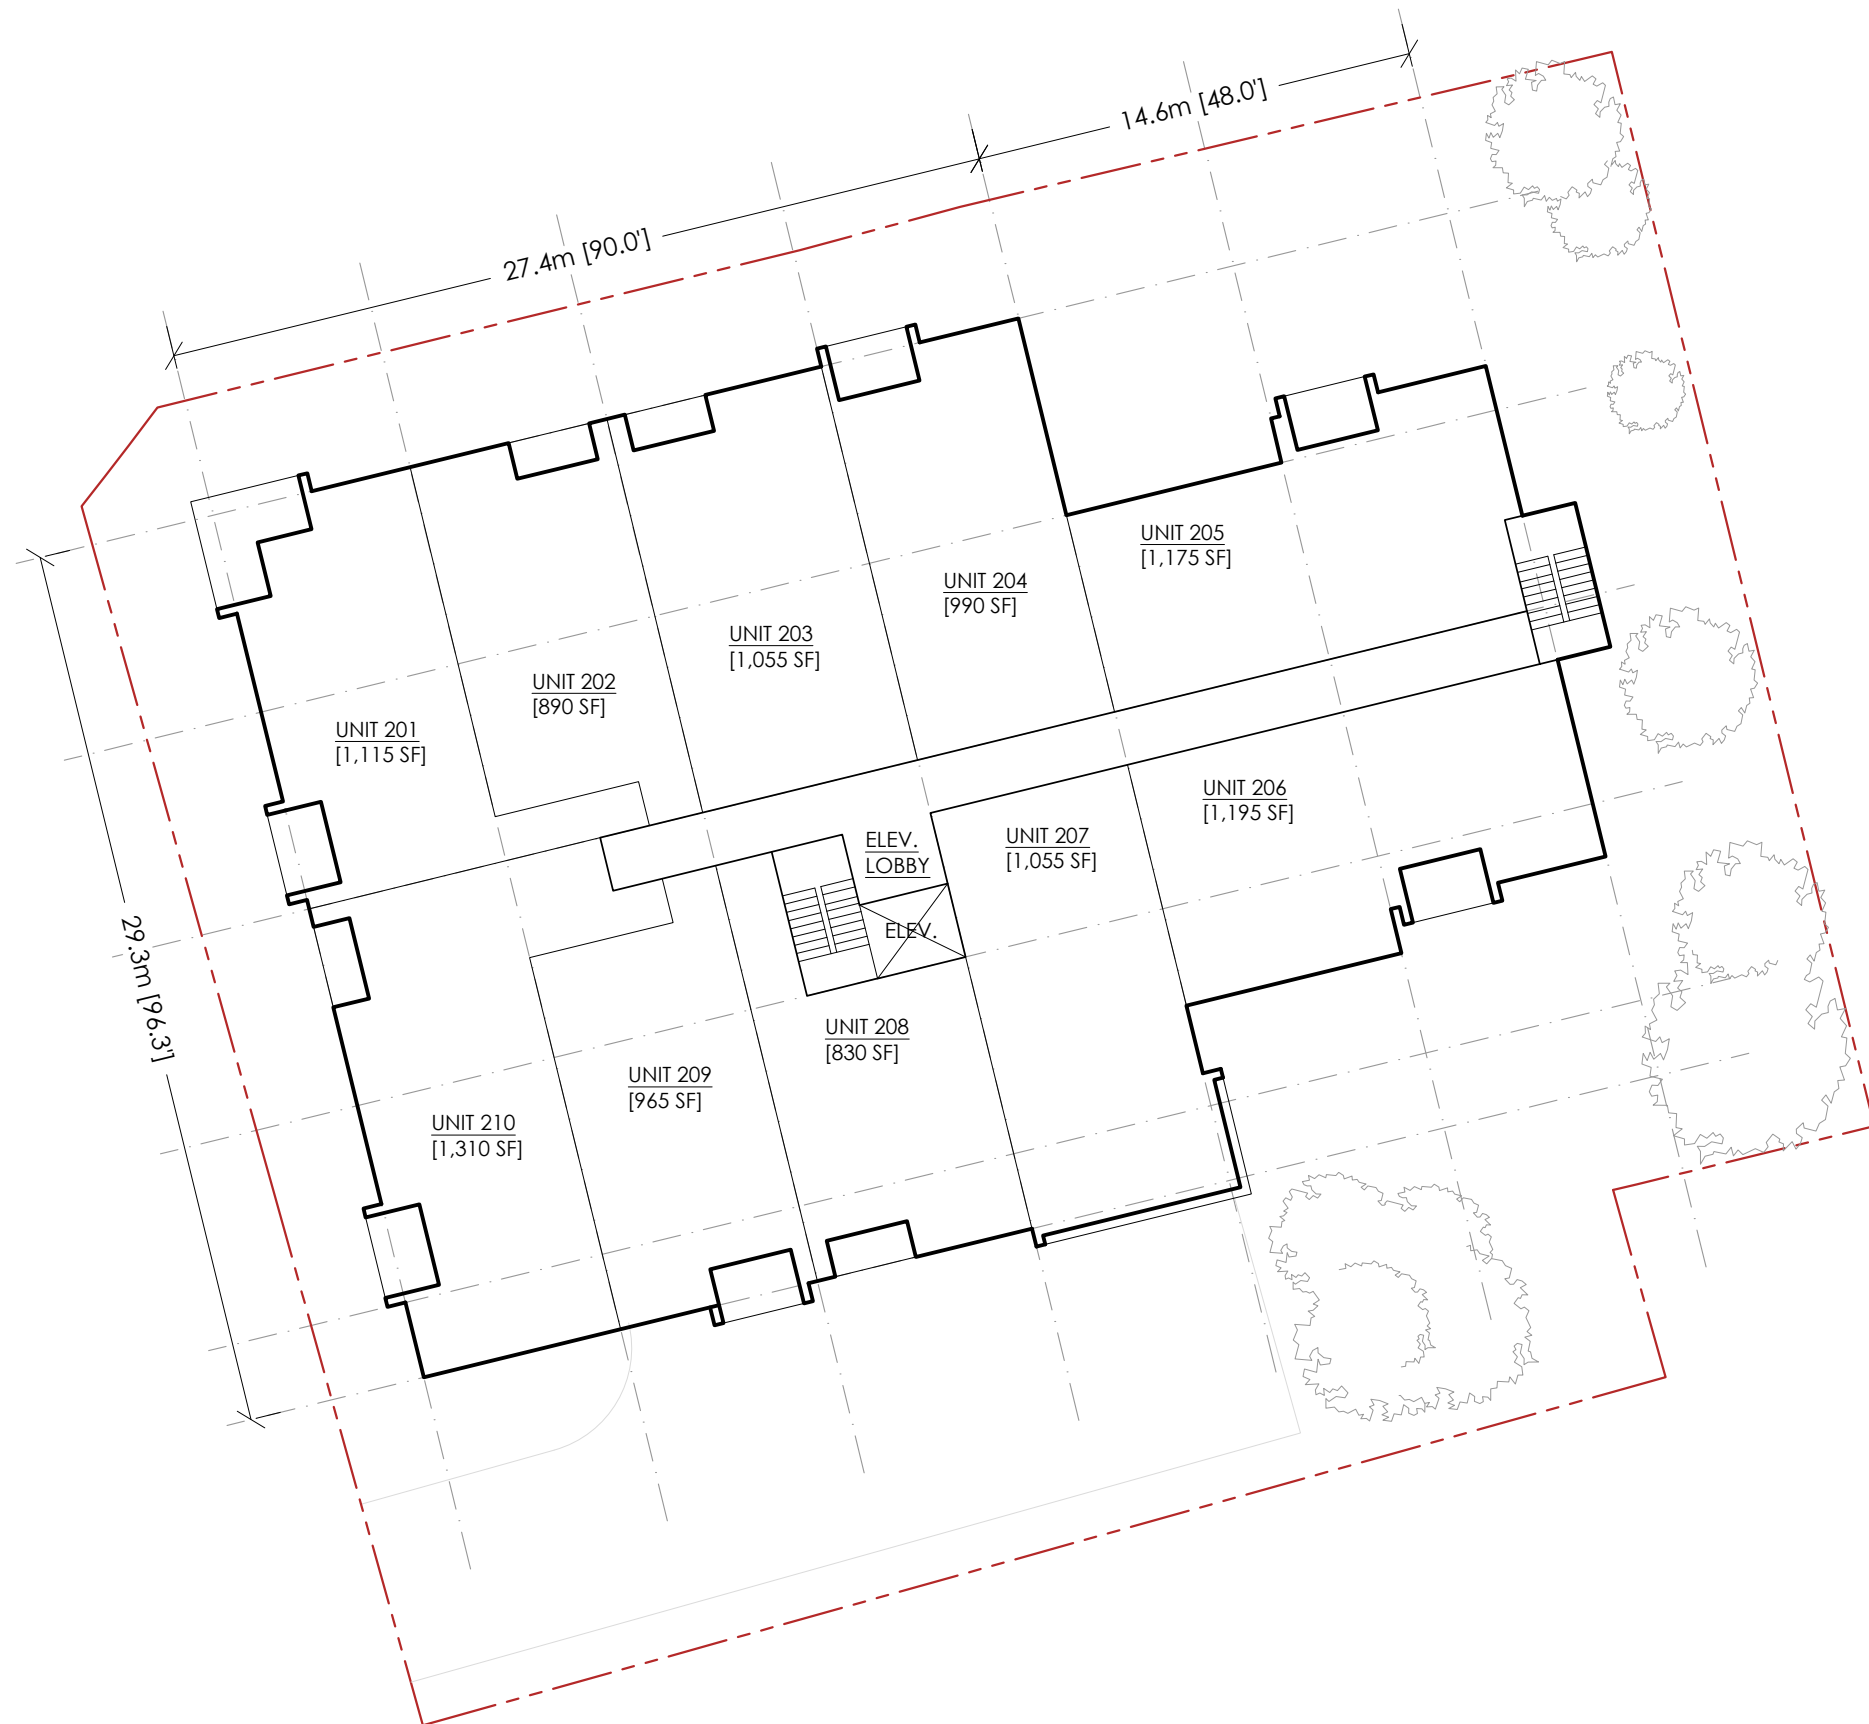 14.6m [48.0']
27.4m [90.0']
UNIT 205
[1,175 SF]
UNIT 204
[990 SF]
UNIT 203
[1,055 SF]
UNIT 202
[890 SF]
UNIT 201
[1,115 SF]
UNIT 206
[1,195 SF]
UNIT 207
[1,055 SF]
ELEV.
LOBBY
ELEV.
29.3m [96.3']
UNIT 208
[830 SF]
UNIT 209
[965 SF]
UNIT 210
[1,310 SF]